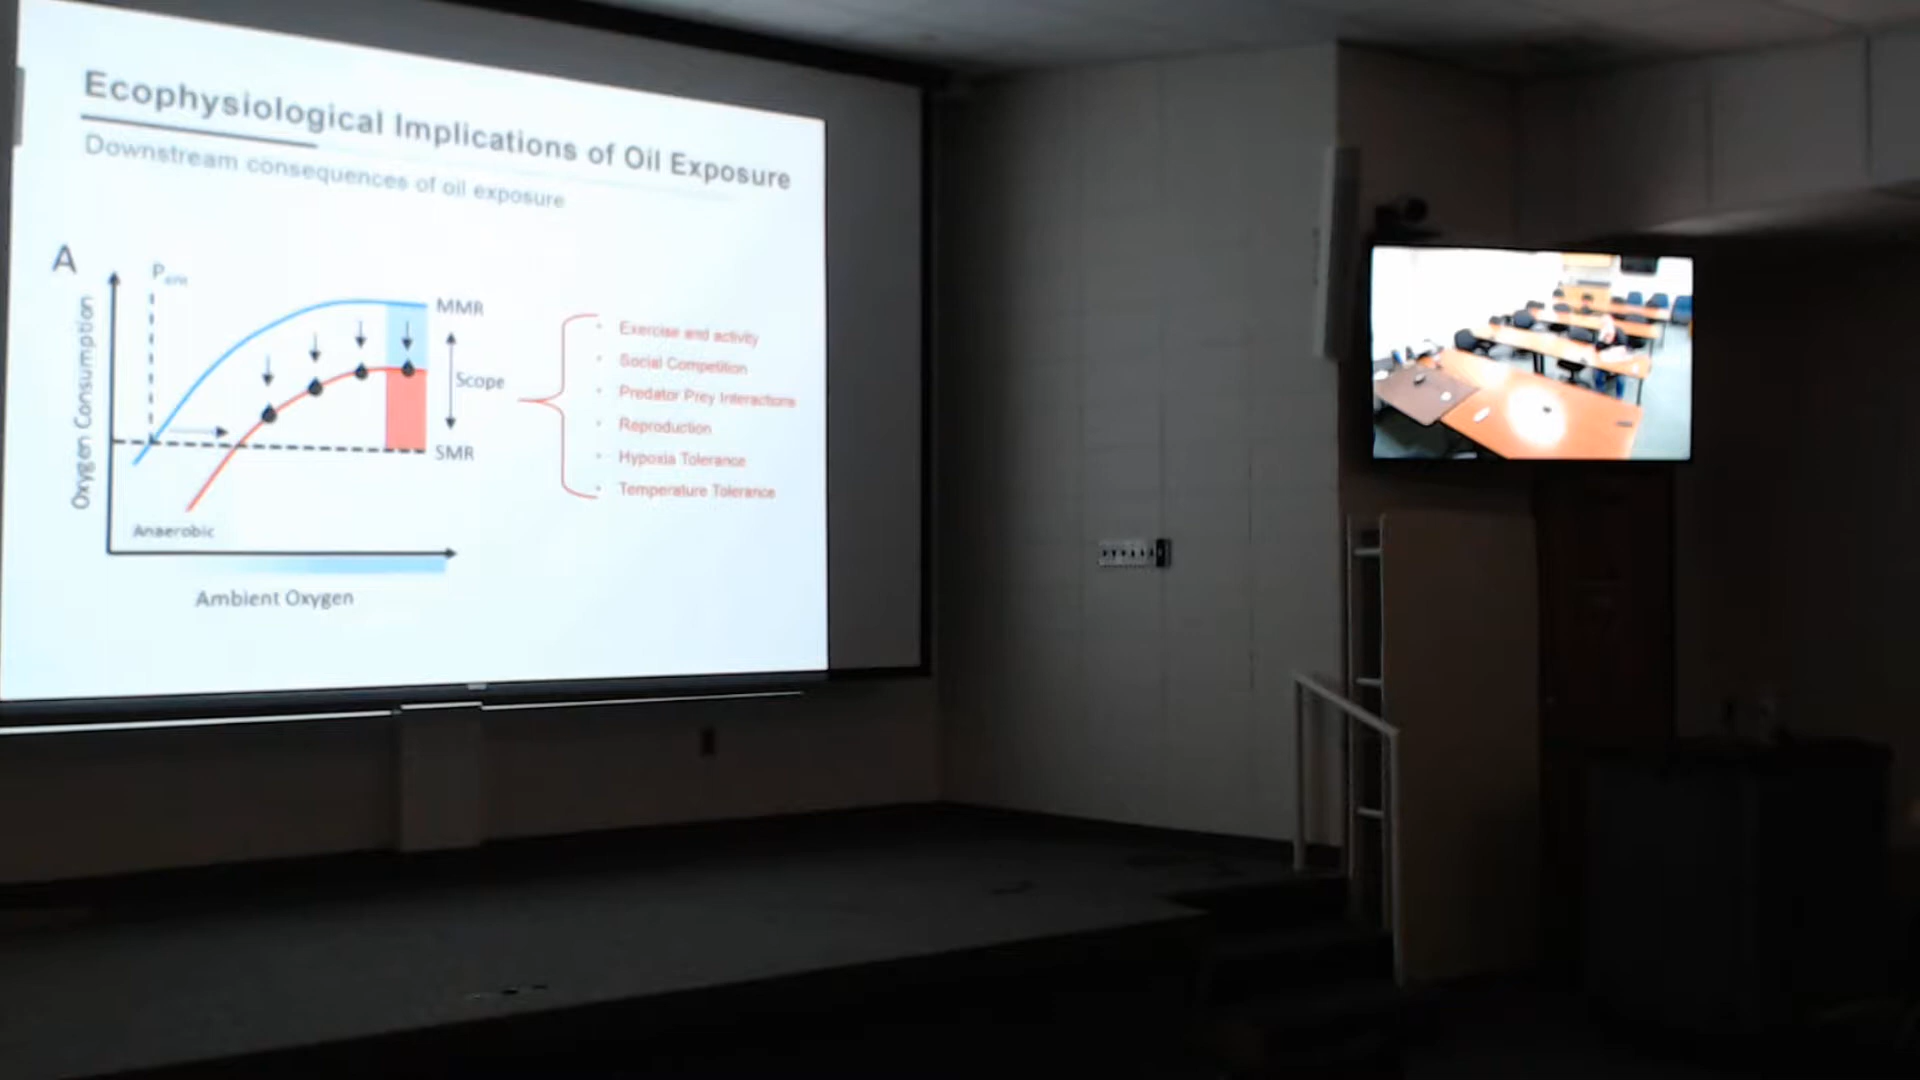 Ecophysiological Implications of Oil Exposure
Downstream consequences of oil exposure
A
Pcrit
MMR
Oxygen Consumption
Scope
SMR
Anaerobic
Ambient Oxygen
• Exercise and activity
• Social Competition
• Predator Prey Interactions
• Reproduction
• Hypoxia Tolerance
• Temperature Tolerance